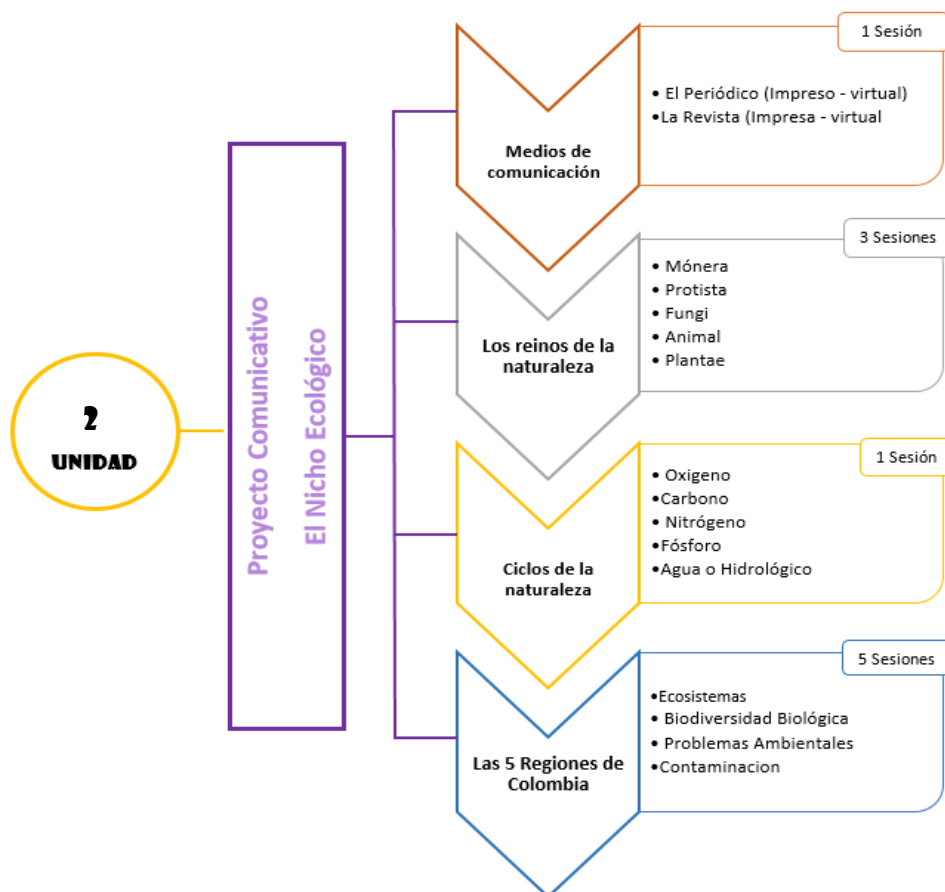 2
UNIDAD
Proyecto Comunicativo
El Nicho Ecológico
Medios de
comunicación
1 Sesión
• El Periódico (Impreso - virtual)
•La Revista (Impresa - virtual
Los reinos de la
naturaleza
3 Sesiones
• Mónera
• Protista
• Fungi
• Animal
• Plantae
Ciclos de la
naturaleza
1 Sesión
• Oxigeno
•Carbono
• Nitrógeno
•Fósforo
•Agua o Hidrológico
Las 5 Regiones de
Colombia
5 Sesiones
•Ecosistemas
• Biodiversidad Biológica
• Problemas Ambientales
•Contaminacion